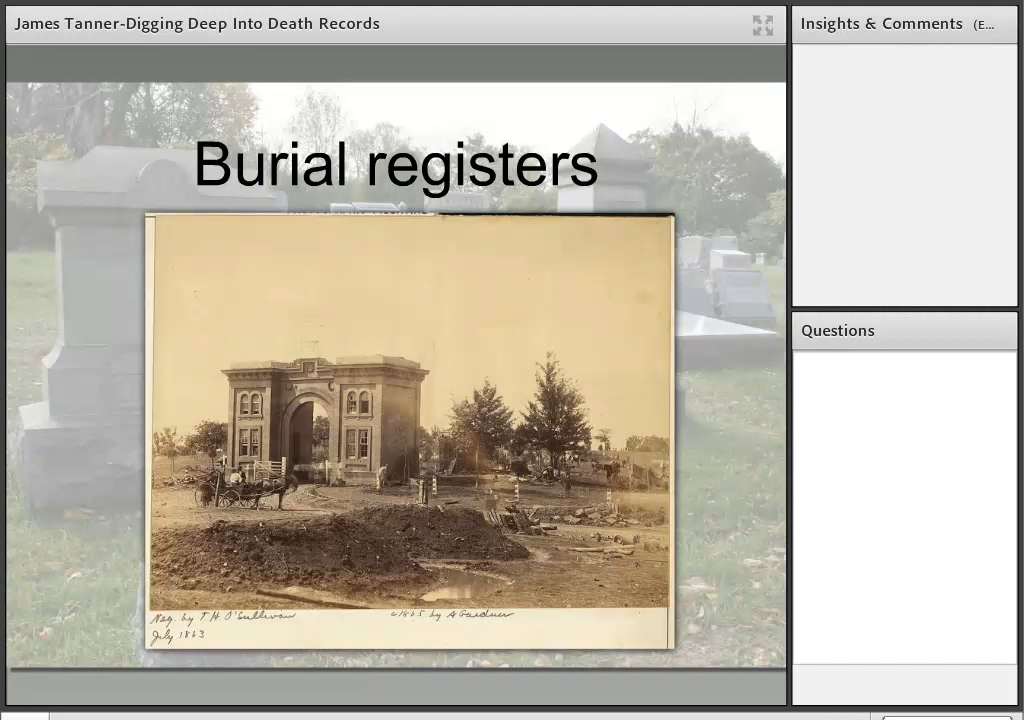 James Tanner-Digging Deep Into Death Records
Insights & Comments (E...
Burial registers
Questions
Neg. by T. H. O'Sullivan
c 1865 by A Gardner
July 1863